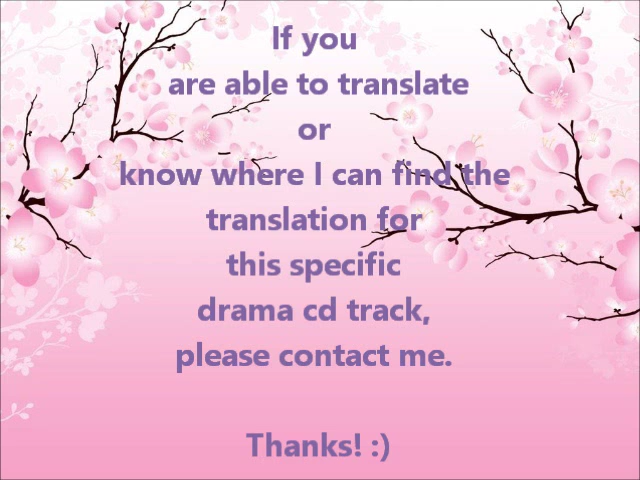 If you
are able to translate
or
know where I can find the
translation for
this specific
drama cd track,
please contact me.
Thanks! :)